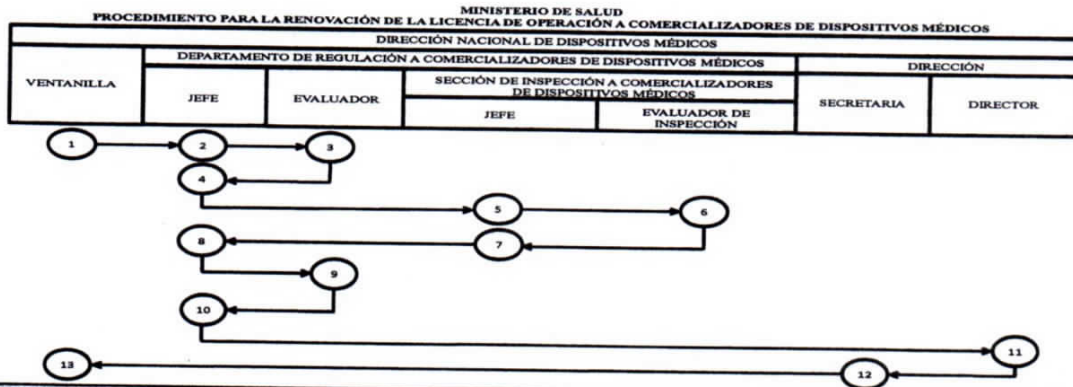 MINISTERIO DE SALUD
PROCEDIMIENTO PARA LA RENOVACIÓN DE LA LICENCIA DE OPERACIÓN A COMERCIALIZADORES DE DISPOSITIVOS MÉDICOS
DIRECCIÓN NACIONAL DE DISPOSITIVOS MÉDICOS
VENTANILLA
DEPARTAMENTO DE REGULACIÓN A COMERCIALIZADORES DE DISPOSITIVOS MÉDICOS
DIRECCIÓN
JEFE
EVALUADOR
SECCIÓN DE INSPECCIÓN A COMERCIALIZADORES
DE DISPOSITIVOS MÉDICOS
JEFE
EVALUADOR DE
INSPECCIÓN
SECRETARIA
DIRECTOR
1
2
3
4
5
6
7
8
9
10
11
12
13